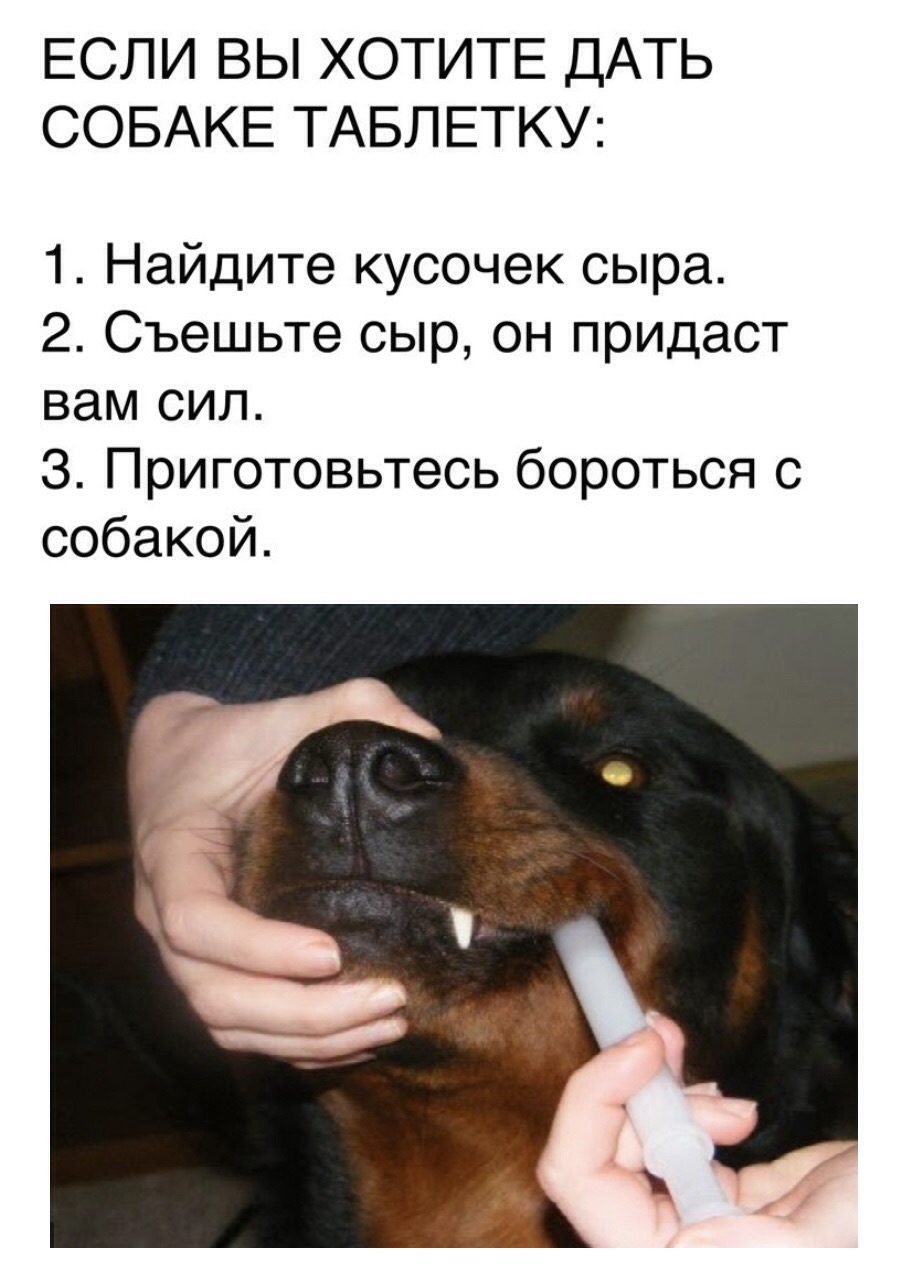 ЕСЛИ ВЫ ХОТИТЕ ДАТЬ
СОБАКЕ ТАБЛЕТКУ:
1. Найдите кусочек сыра.
2. Съешьте сыр, он придаст
вам сил.
3. Приготовьтесь бороться с
собакой.